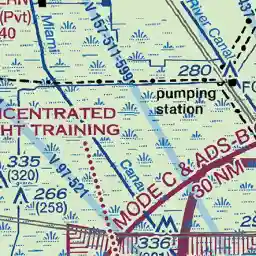 (Pvt)
40
Miami
N 157-511-599
River Canal
280
pumping
station
CENTRATED
HT TRAINING
335
(320)
266
(258)
N 97-521
Canal
MODE C & ADS-B
30 NM
336